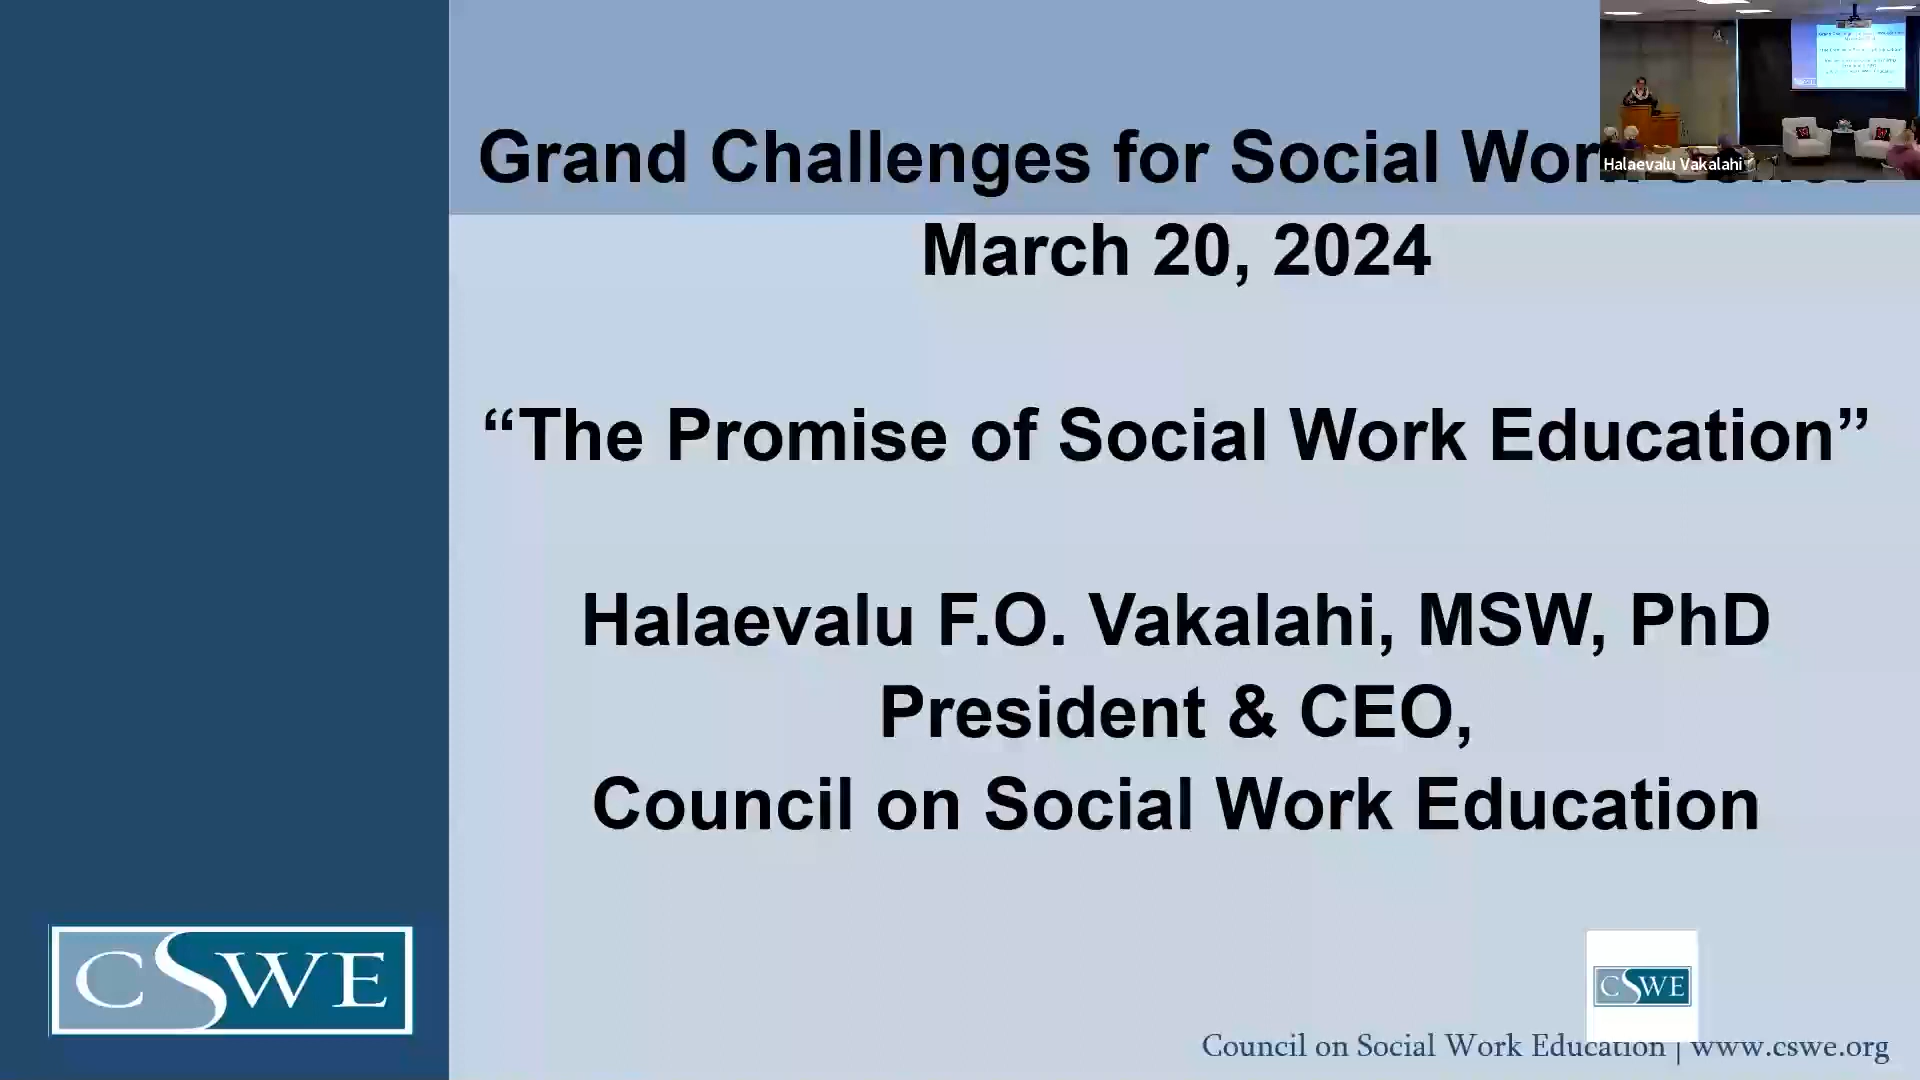 Grand Challenges for Social Work
March 20, 2024
“The Promise of Social Work Education”
Halaevalu F.O. Vakalahi, MSW, PhD
President & CEO,
Council on Social Work Education
Halaevalu Vakalahi
CSWE
CSWE
Council on Social Work Education | www.cswe.org